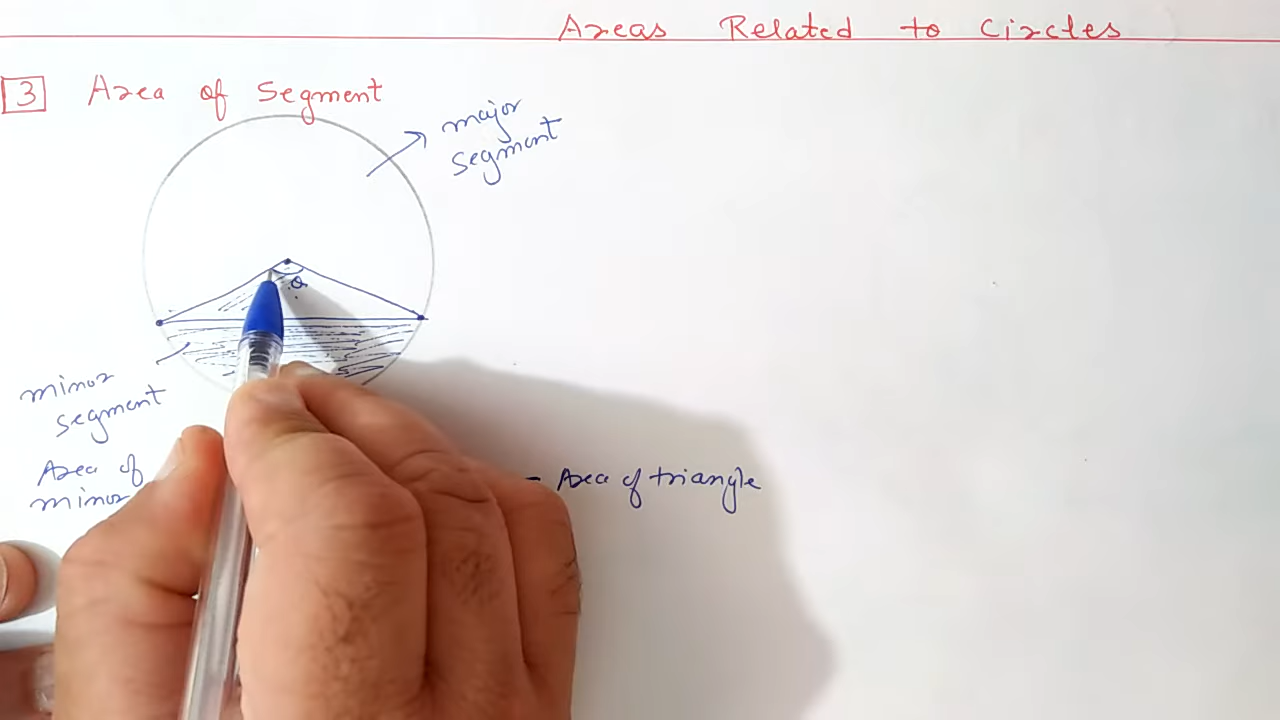 Areas Related to Circles
3 Area of Segment
major
segment
θ
minor
segment
Area of
minor
- Area of triangle